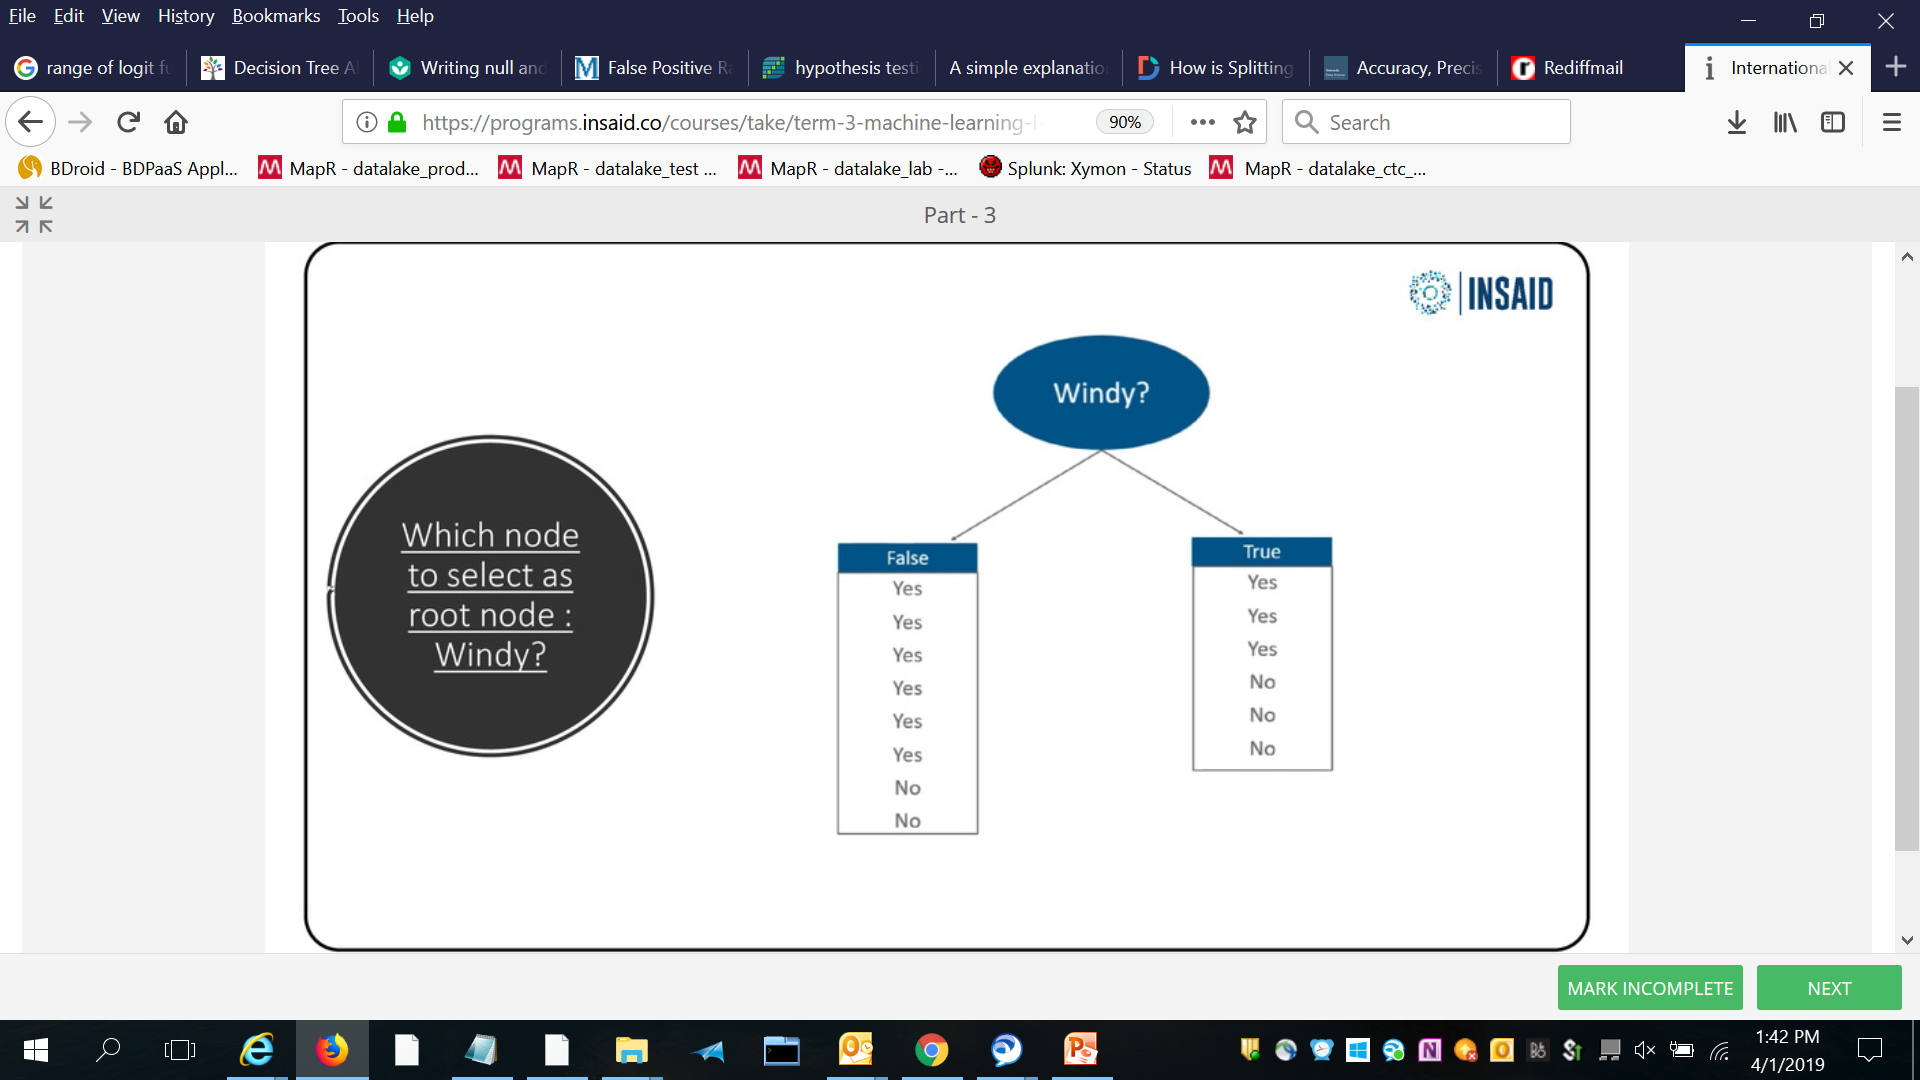 File Edit View History Bookmarks Tools Help
range of logit fu
Decision Tree Al
Writing null and
False Positive Ra
hypothesis testi
A simple explanatio
How is Splitting
Accuracy, Precis
Rediffmail
Internationa
https://programs.insaid.co/courses/take/term-3-machine-learning-l
90%
Search
BDroid - BDPaaS Appl...
MapR - datalake_prod...
MapR - datalake_test ...
MapR - datalake_lab -...
Splunk: Xymon - Status
MapR - datalake_ctc_...
Part - 3
INSAID
Windy?
Which node
to select as
root node :
Windy?
False
Yes
Yes
Yes
Yes
Yes
Yes
No
No
True
Yes
Yes
Yes
No
No
No
MARK INCOMPLETE
NEXT
1:42 PM
4/1/2019